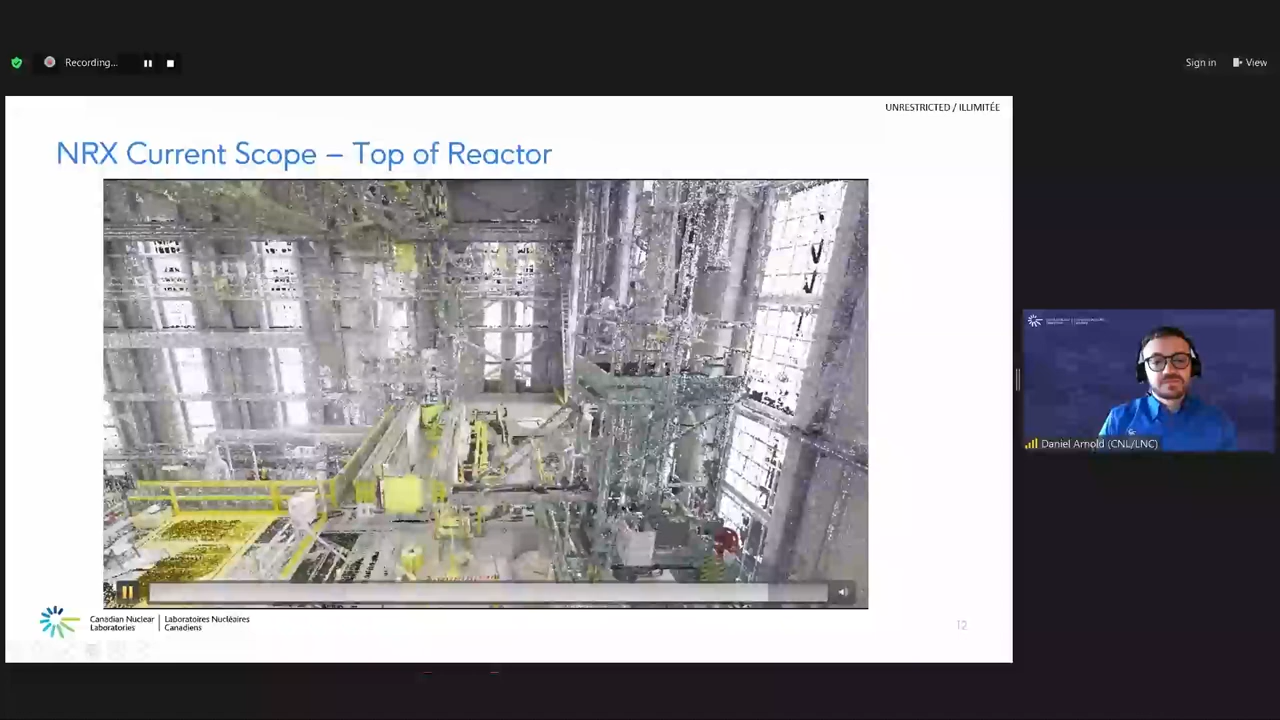 Recording...
Sign in
View
UNRESTRICTED / ILLIMITÉE
NRX Current Scope – Top of Reactor
Daniel Arnold (CNL/LNC)
Canadian Nuclear
Laboratories
Laboratoires Nucléaires
Canadiens
12